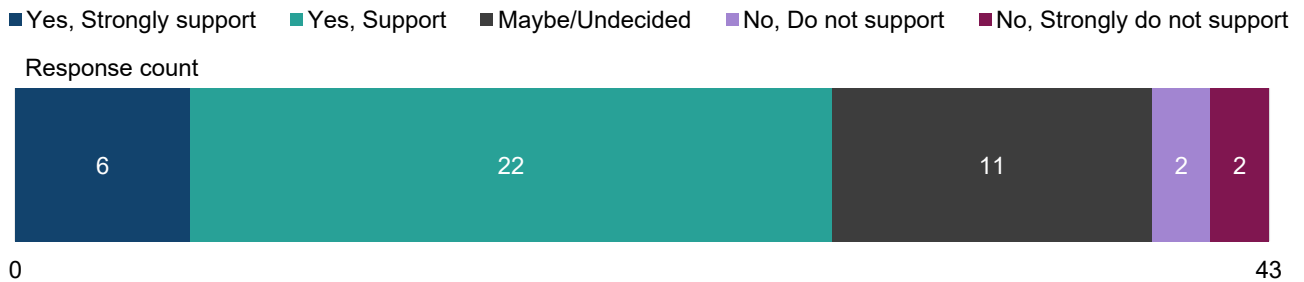 Yes, Strongly support Yes, Support Maybe/Undecided No, Do not support No, Strongly do not support
Response count
6 22 11 2 2
0 43